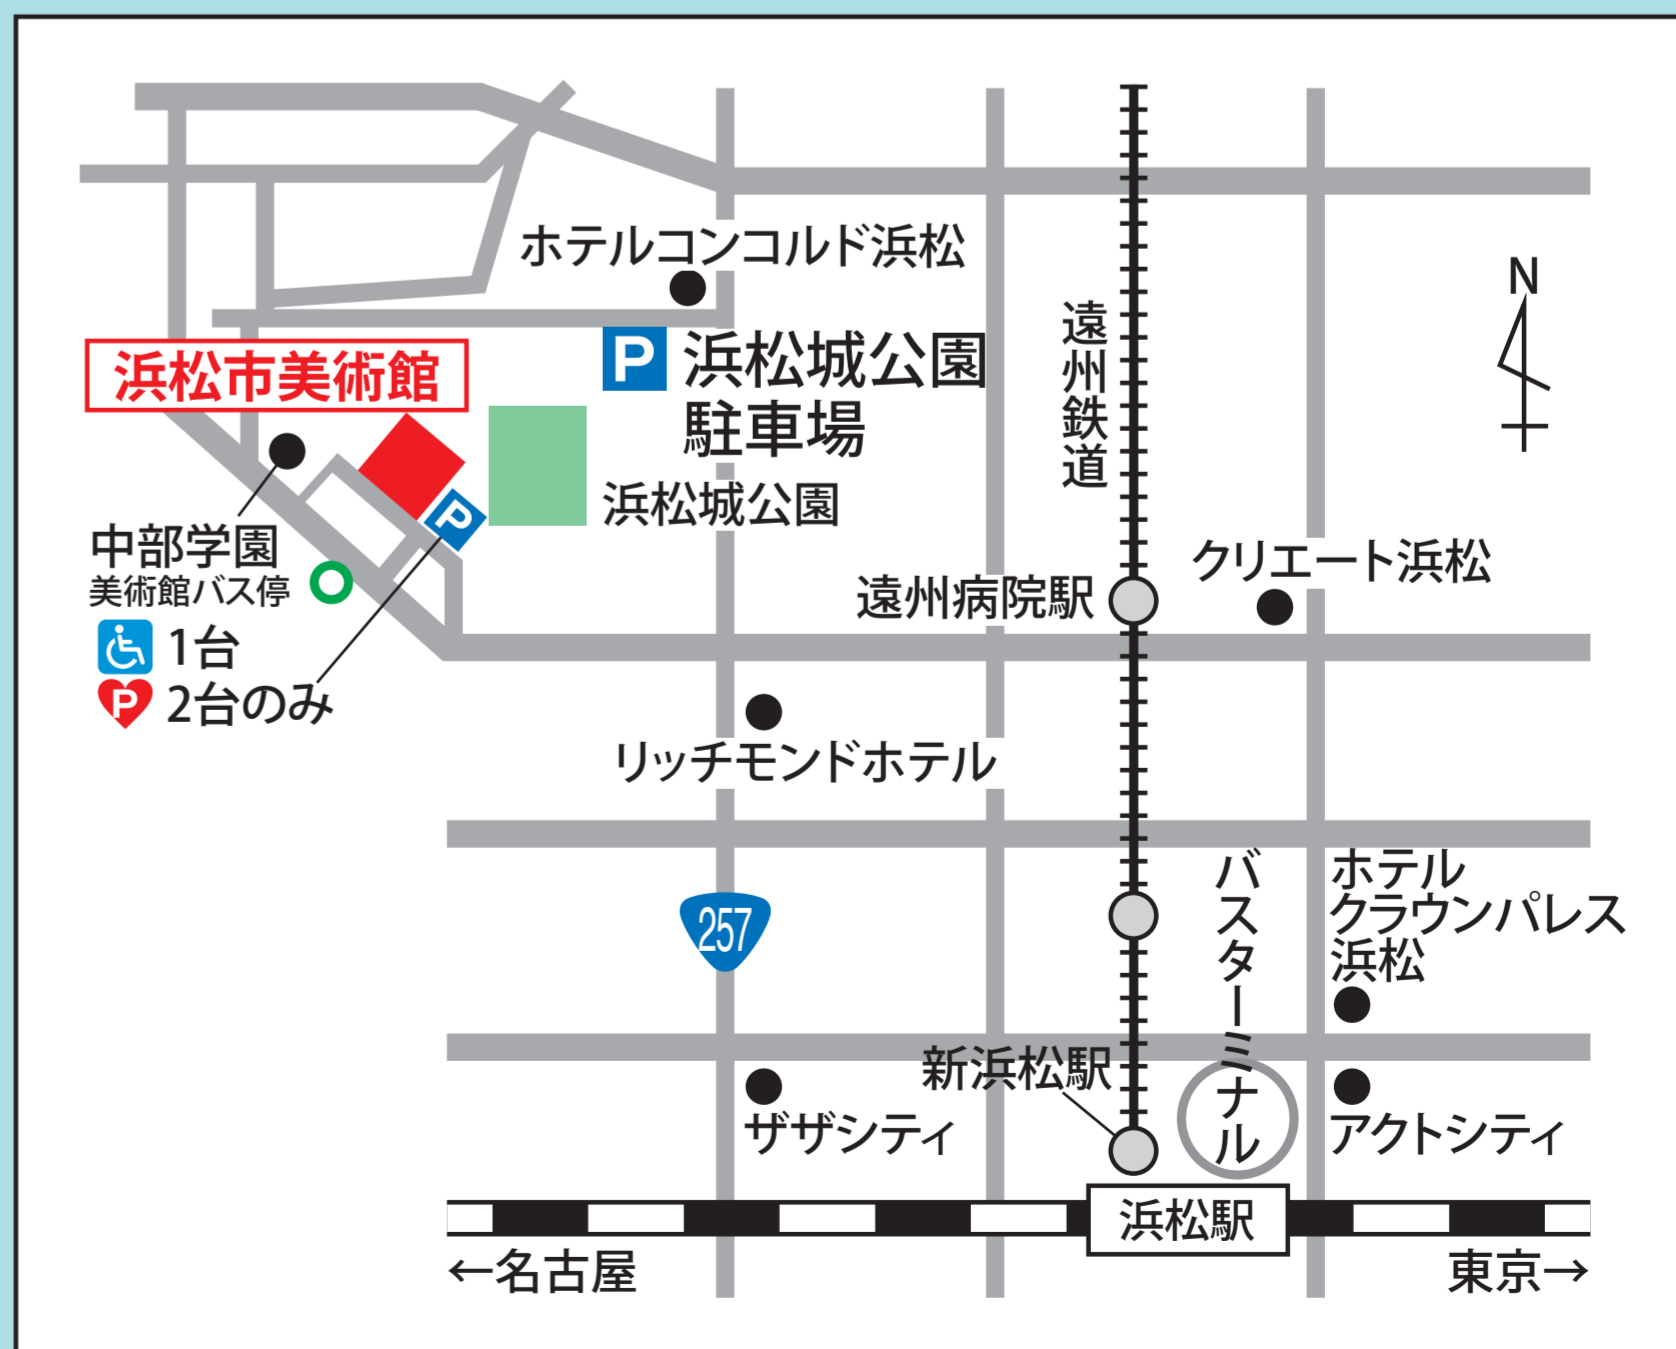 ホテルコンコルド浜松
N
P
浜松城公園
駐車場
浜松市美術館
遠州鉄道
浜松城公園
P
中部学園
美術館バス停
1台
P
2台のみ
クリエート浜松
遠州病院駅
リッチモンドホテル
バスターミナル
ホテル
クラウンパレス
浜松
257
新浜松駅
ザザシティ
アクトシティ
浜松駅
←名古屋
東京→